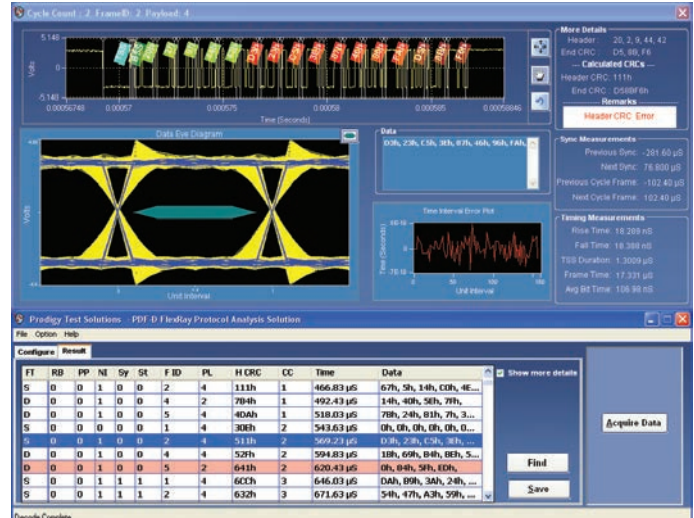 Cycle Count : 2 FrameID: 2 Payload: 4
5.148
0
-5.148
Volts
0.00056748 0.00057 0.000575 0.00058 0.000585 0.00058846
Time (Seconds)
More Details
Header: 20, 2, 9, 44, 42
End CRC : D5, 8B, F6
Calculated CRCs
Header CRC: 111h
End CRC : D58BF6h
Remarks
Header CRC Error
Data Eye Diagram
Volts
Unit Interval
Data
D3h, 23h, C5h, 3Eh, 87h, 46h, 96h, FAh,
Time Interval Error Plot
Time (Seconds)
0
0 50 100 150
Unit Interval
Sync Measurements
Previous Sync: -281.60 µS
Next Sync: 76.800 µS
Previous Cycle Frame: -102.40 µS
Next Cycle Frame: 102.40 µS
Timing Measurements
Rise Time: 18.289 nS
Fall Time: 18.388 nS
TSS Duration: 1.3009 µS
Frame Time: 17.331 µS
Avg Bit Time: 106.98 nS
Prodigy Test Solutions - PDF-D FlexRay Protocol Analysis Solution
File Option Help
Configure Result
FT RB PP NI Sy St F ID PL H CRC CC Time Data
S 0 0 1 0 0 2 4 111h 1 466.83 µS 67h, 5h, 14h, C0h, 4E...
D 0 0 1 0 0 4 2 784h 1 492.43 µS 14h, 40h, 5Eh, 7Fh,
D 0 0 1 0 0 5 4 4DAh 1 518.03 µS 7Bh, 24h, 81h, 7h, 3...
S 0 0 0 0 0 1 4 30Eh 2 543.63 µS 0h, 0h, 0h, 0h, 0h, 0...
S 0 0 1 0 0 2 4 511h 2 569.23 µS D3h, 23h, C5h, 3Eh, ...
D 0 0 1 0 0 4 4 52Fh 2 594.83 µS 1Bh, 69h, B4h, 8Eh, 5...
D 0 0 1 0 0 5 2 641h 2 620.43 µS 0h, 84h, 5Fh, EDh,
S 0 0 1 1 1 1 4 6CCh 3 646.03 µS DAh, B9h, 3Ah, 24h, ...
S 0 0 1 1 1 2 4 632h 3 671.63 µS 54h, 47h, A3h, 59h, ...
Show more details
Find
Save
Acquire Data
Decode Complete